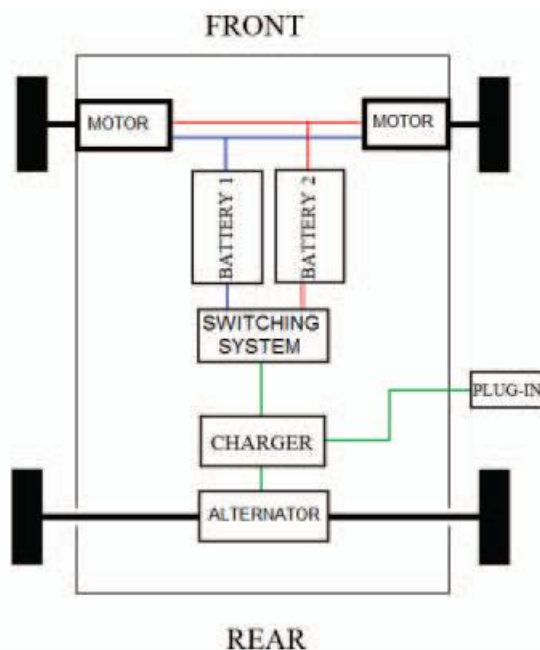 FRONT
MOTOR
MOTOR
BATTERY 1
BATTERY 2
SWITCHING
SYSTEM
PLUG-IN
CHARGER
ALTERNATOR
REAR